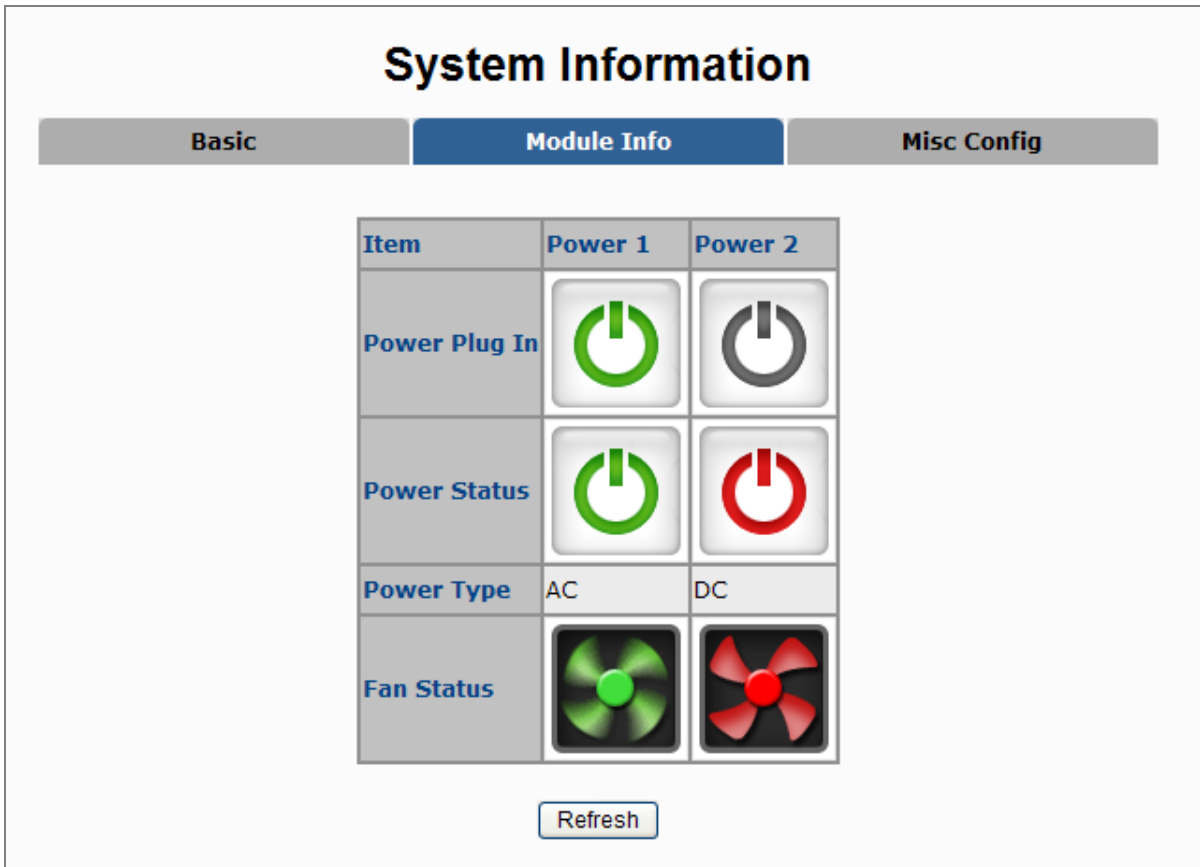 System Information
Basic Module Info Misc Config
Item Power 1 Power 2
Power Plug In
Power Status
Power Type AC DC
Fan Status
Refresh